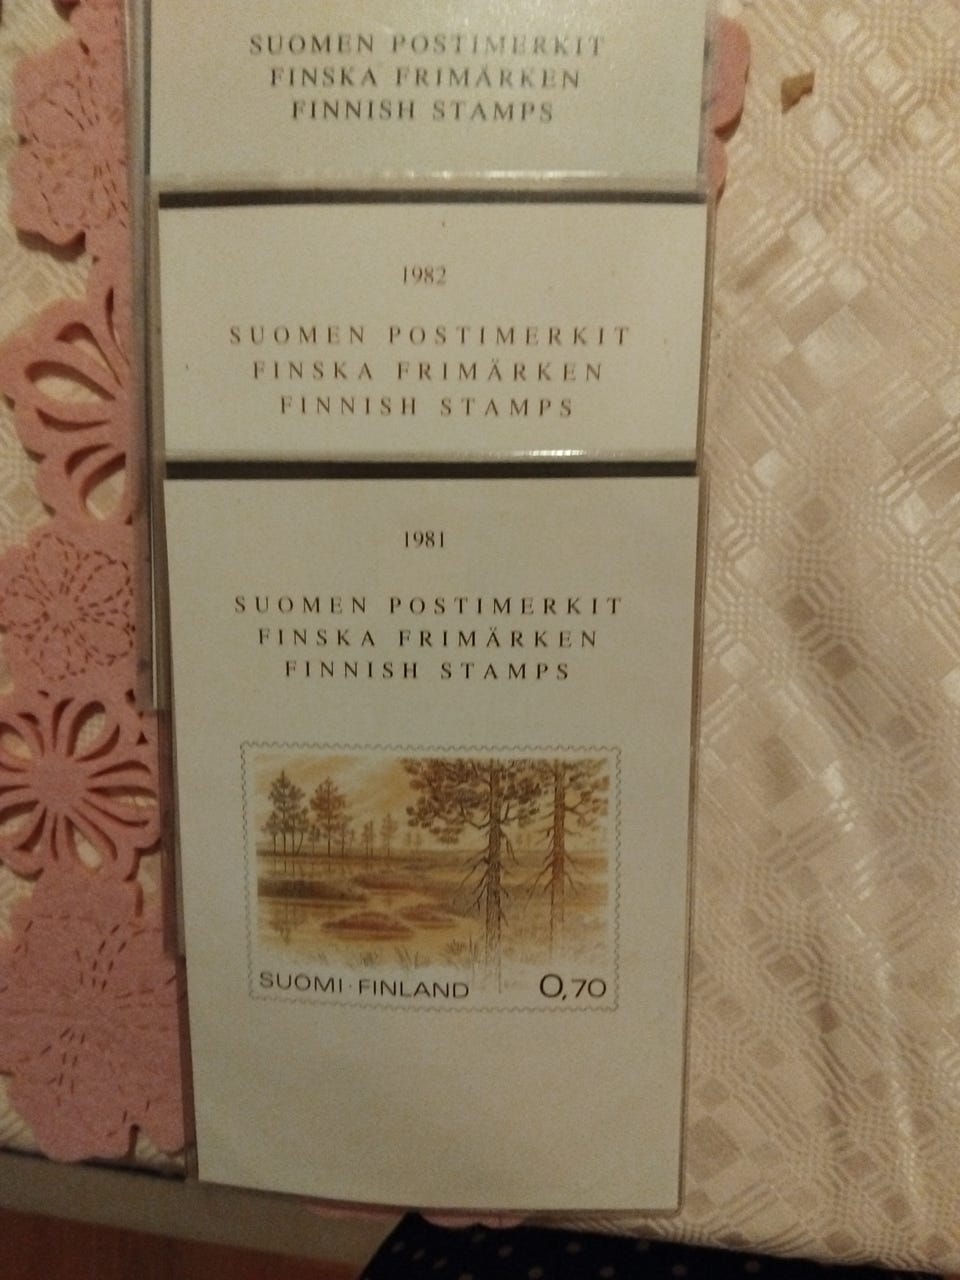 SUOMEN POSTIMERKIT
FINSKA FRIMÄRKEN
FINNISH STAMPS
1982
SUOMEN POSTIMERKIT
FINSKA FRIMÄRKEN
FINNISH STAMPS
1981
SUOMEN POSTIMERKIT
FINSKA FRIMÄRKEN
FINNISH STAMPS
SUOMI · FINLAND 0,70